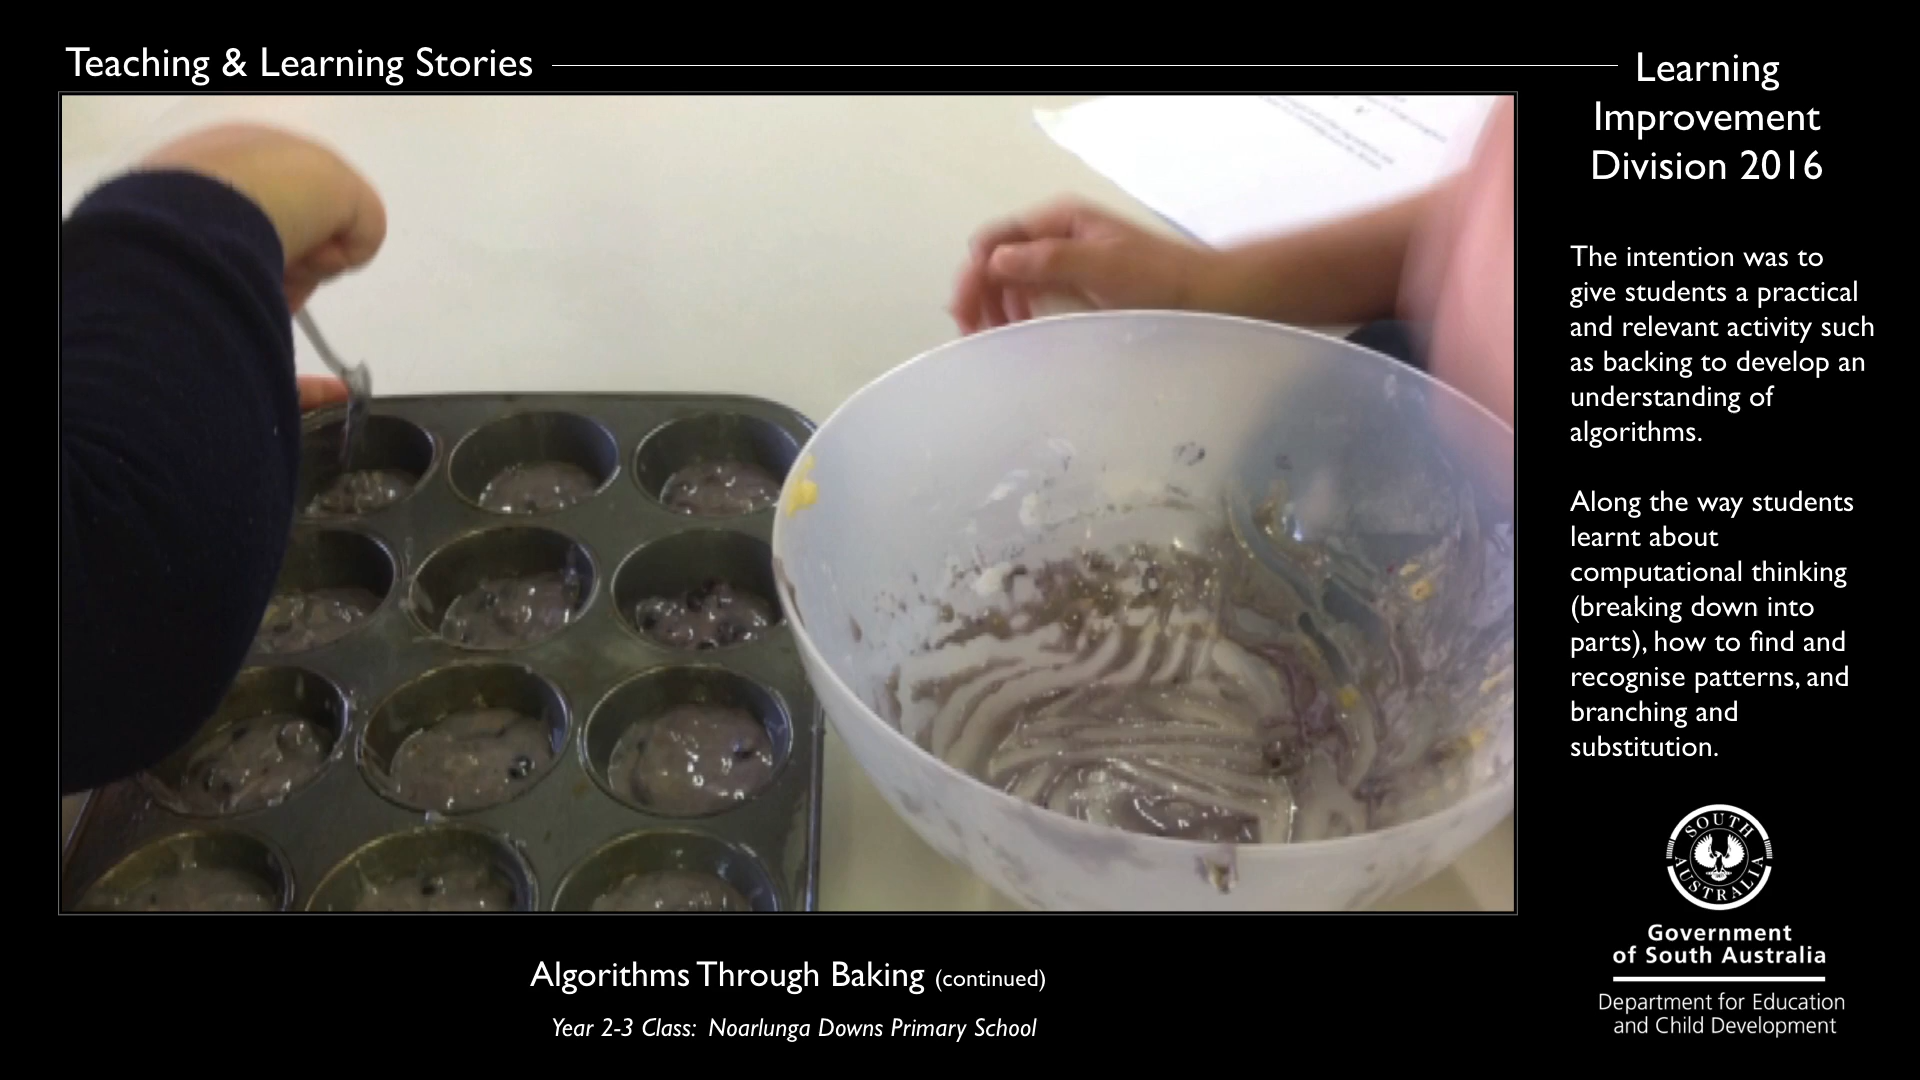 Teaching & Learning Stories
Learning
Improvement
Division 2016
The intention was to
give students a practical
and relevant activity such
as backing to develop an
understanding of
algorithms.
Along the way students
learnt about
computational thinking
(breaking down into
parts), how to find and
recognise patterns, and
branching and
substitution.
SOUTH
AUSTRALIA
Government
of South Australia
Department for Education
and Child Development
Algorithms Through Baking (continued)
Year 2-3 Class: Noarlunga Downs Primary School